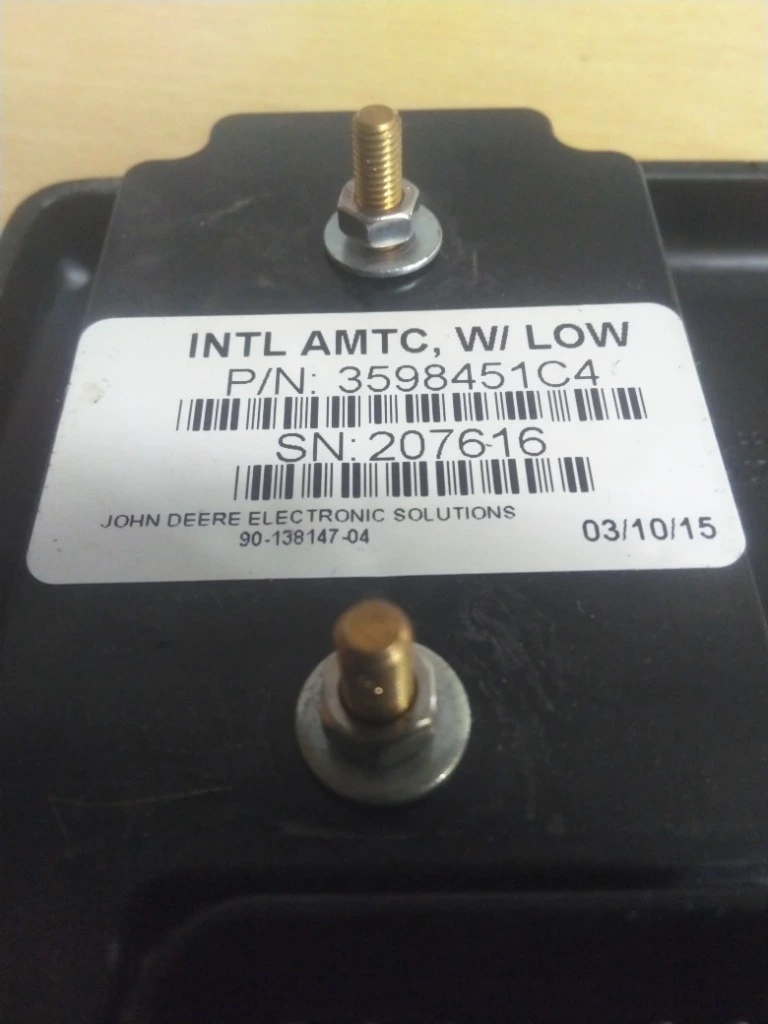 INTL AMTC, W/ LOW
P/N: 3598451C4
SN: 207616
JOHN DEERE ELECTRONIC SOLUTIONS
90-138147-04
03/10/15